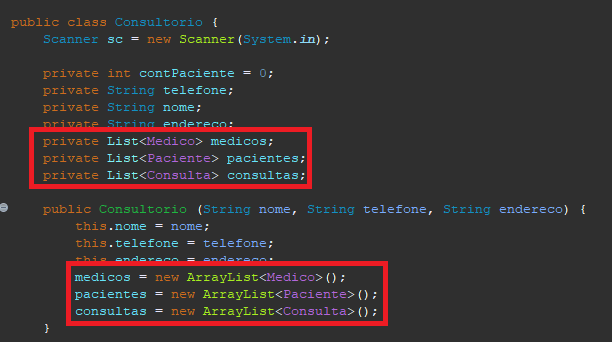 public class Consultorio {
Scanner sc = new Scanner(System.in);
private int contPaciente = 0;
private String telefone;
private String nome;
private String endereco;
private List<Medico> medicos;
private List<Paciente> pacientes;
private List<Consulta> consultas;
public Consultorio (String nome, String telefone, String endereco) {
this.nome = nome;
this.telefone = telefone;
this.endereco = endereco;
medicos = new ArrayList<Medico>();
pacientes = new ArrayList<Paciente>();
consultas = new ArrayList<Consulta>();
}